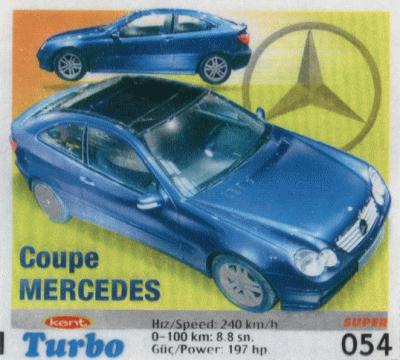 Coupe
MERCEDES
kent
Turbo
Hız/Speed: 240 km/h
0-100 km: 8.8 sn.
Güç/Power: 197 hp
SUPER
054